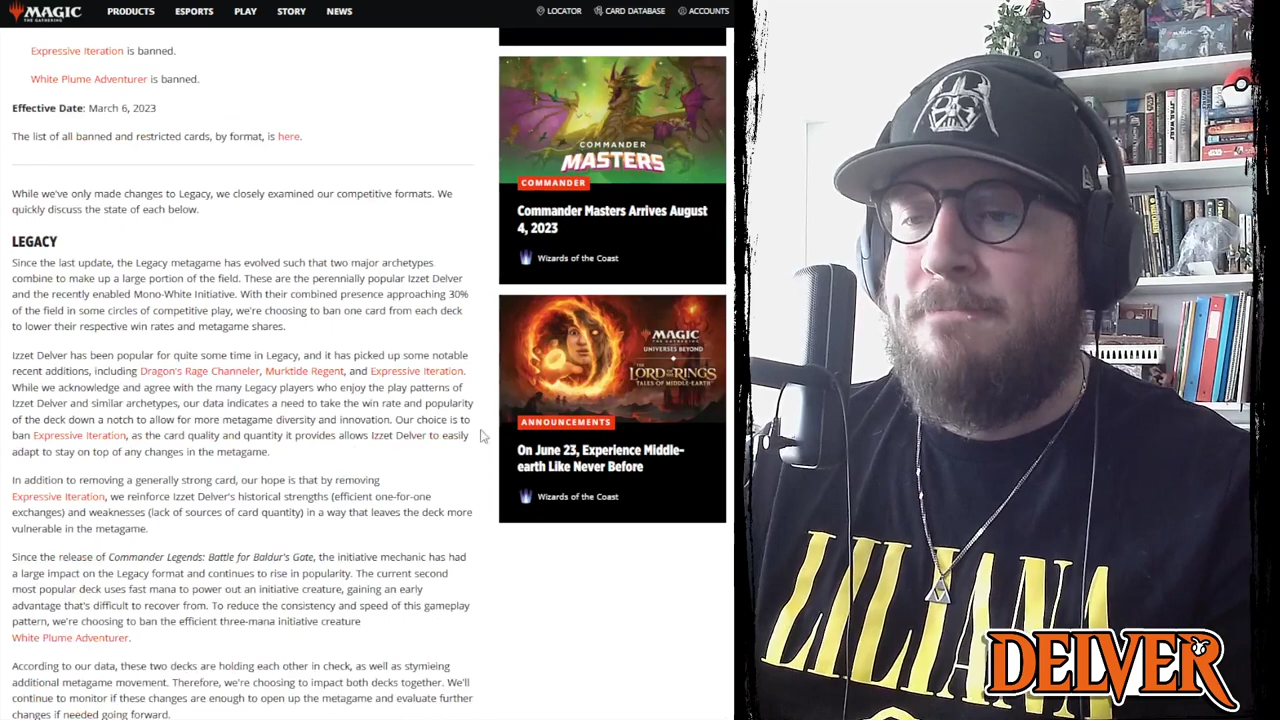 MAGIC
THE GATHERING
PRODUCTS
ESPORTS
PLAY
STORY
NEWS
LOCATOR
CARD DATABASE
ACCOUNTS
Expressive Iteration is banned.
White Plume Adventurer is banned.
Effective Date: March 6, 2023
The list of all banned and restricted cards, by format, is here.
While we've only made changes to Legacy, we closely examined our competitive formats. We
quickly discuss the state of each below.
LEGACY
Since the last update, the Legacy metagame has evolved such that two major archetypes
combine to make up a large portion of the field. These are the perennially popular Izzet Delver
and the recently enabled Mono-White Initiative. With their combined presence approaching 30%
of the field in some circles of competitive play, we're choosing to ban one card from each deck
to lower their respective win rates and metagame shares.
Izzet Delver has been popular for quite some time in Legacy, and it has picked up some notable
recent additions, including Dragon's Rage Channeler, Murktide Regent, and Expressive Iteration.
While we acknowledge and agree with the many Legacy players who enjoy the play patterns of
Izzet Delver and similar archetypes, our data indicates a need to take the win rate and popularity
of the deck down a notch to allow for more metagame diversity and innovation. Our choice is to
ban Expressive Iteration, as the card quality and quantity it provides allows Izzet Delver to easily
adapt to stay on top of any changes in the metagame.
In addition to removing a generally strong card, our hope is that by removing
Expressive Iteration, we reinforce Izzet Delver's historical strengths (efficient one-for-one
exchanges) and weaknesses (lack of sources of card quantity) in a way that leaves the deck more
vulnerable in the metagame.
Since the release of Commander Legends: Battle for Baldur's Gate, the initiative mechanic has had
a large impact on the Legacy format and continues to rise in popularity. The current second
most popular deck uses fast mana to power out an initiative creature, gaining an early
advantage that's difficult to recover from. To reduce the consistency and speed of this gameplay
pattern, we're choosing to ban the efficient three-mana initiative creature
White Plume Adventurer.
According to our data, these two decks are holding each other in check, as well as stymieing
additional metagame movement. Therefore, we're choosing to impact both decks together. We'll
continue to monitor if these changes are enough to open up the metagame and evaluate further
changes if needed going forward.
COMMANDER
MASTERS
COMMANDER
Commander Masters Arrives August
4, 2023
Wizards of the Coast
MAGIC
UNIVERSES BEYOND
THE
LORD OF THE
RINGS
TALES OF MIDDLE-EARTH
ANNOUNCEMENTS
On June 23, Experience Middle-
earth Like Never Before
Wizards of the Coast
STAR WARS
LILIANA
DELVER